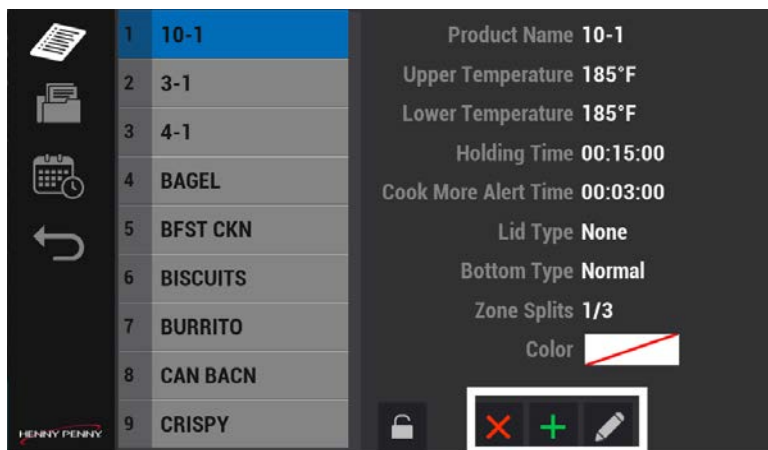 1 10-1
2 3-1
3 4-1
4 BAGEL
5 BFST CKN
6 BISCUITS
7 BURRITO
8 CAN BACN
9 CRISPY
Product Name 10-1
Upper Temperature 185°F
Lower Temperature 185°F
Holding Time 00:15:00
Cook More Alert Time 00:03:00
Lid Type None
Bottom Type Normal
Zone Splits 1/3
Color
HENNY PENNY